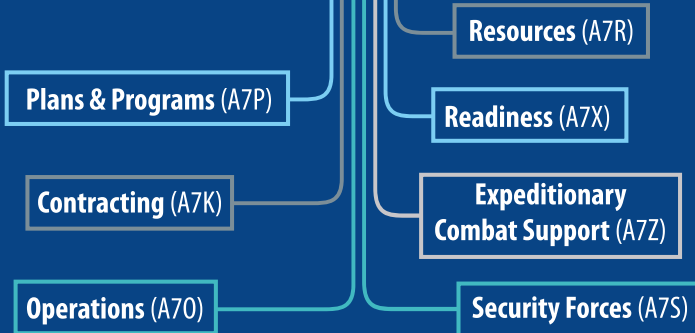 Resources (A7R)
Plans & Programs (A7P)
Readiness (A7X)
Contracting (A7K)
Expeditionary
Combat Support (A7Z)
Operations (A7O)
Security Forces (A7S)